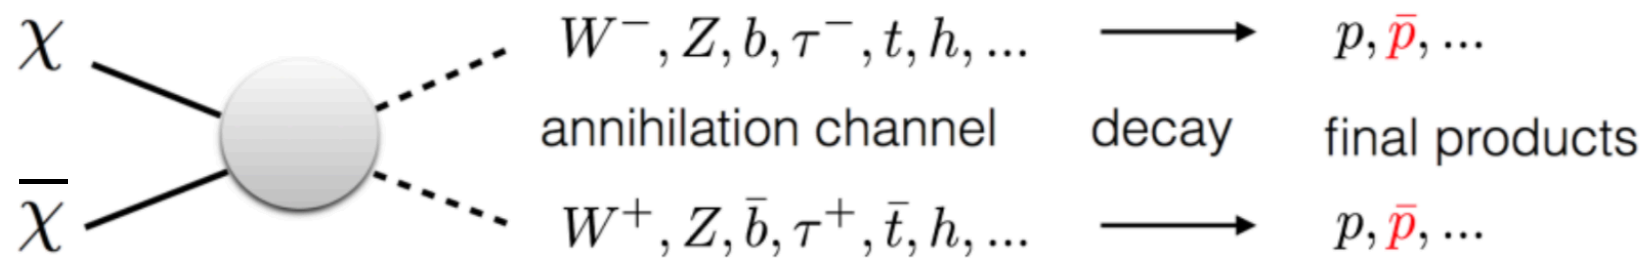 χ W⁻, Z, b, τ⁻, t, h, ... p, p̄, ...
annihilation channel decay final products
χ̄ W⁺, Z, b̄, τ⁺, t̄, h, ... p, p̄, ...